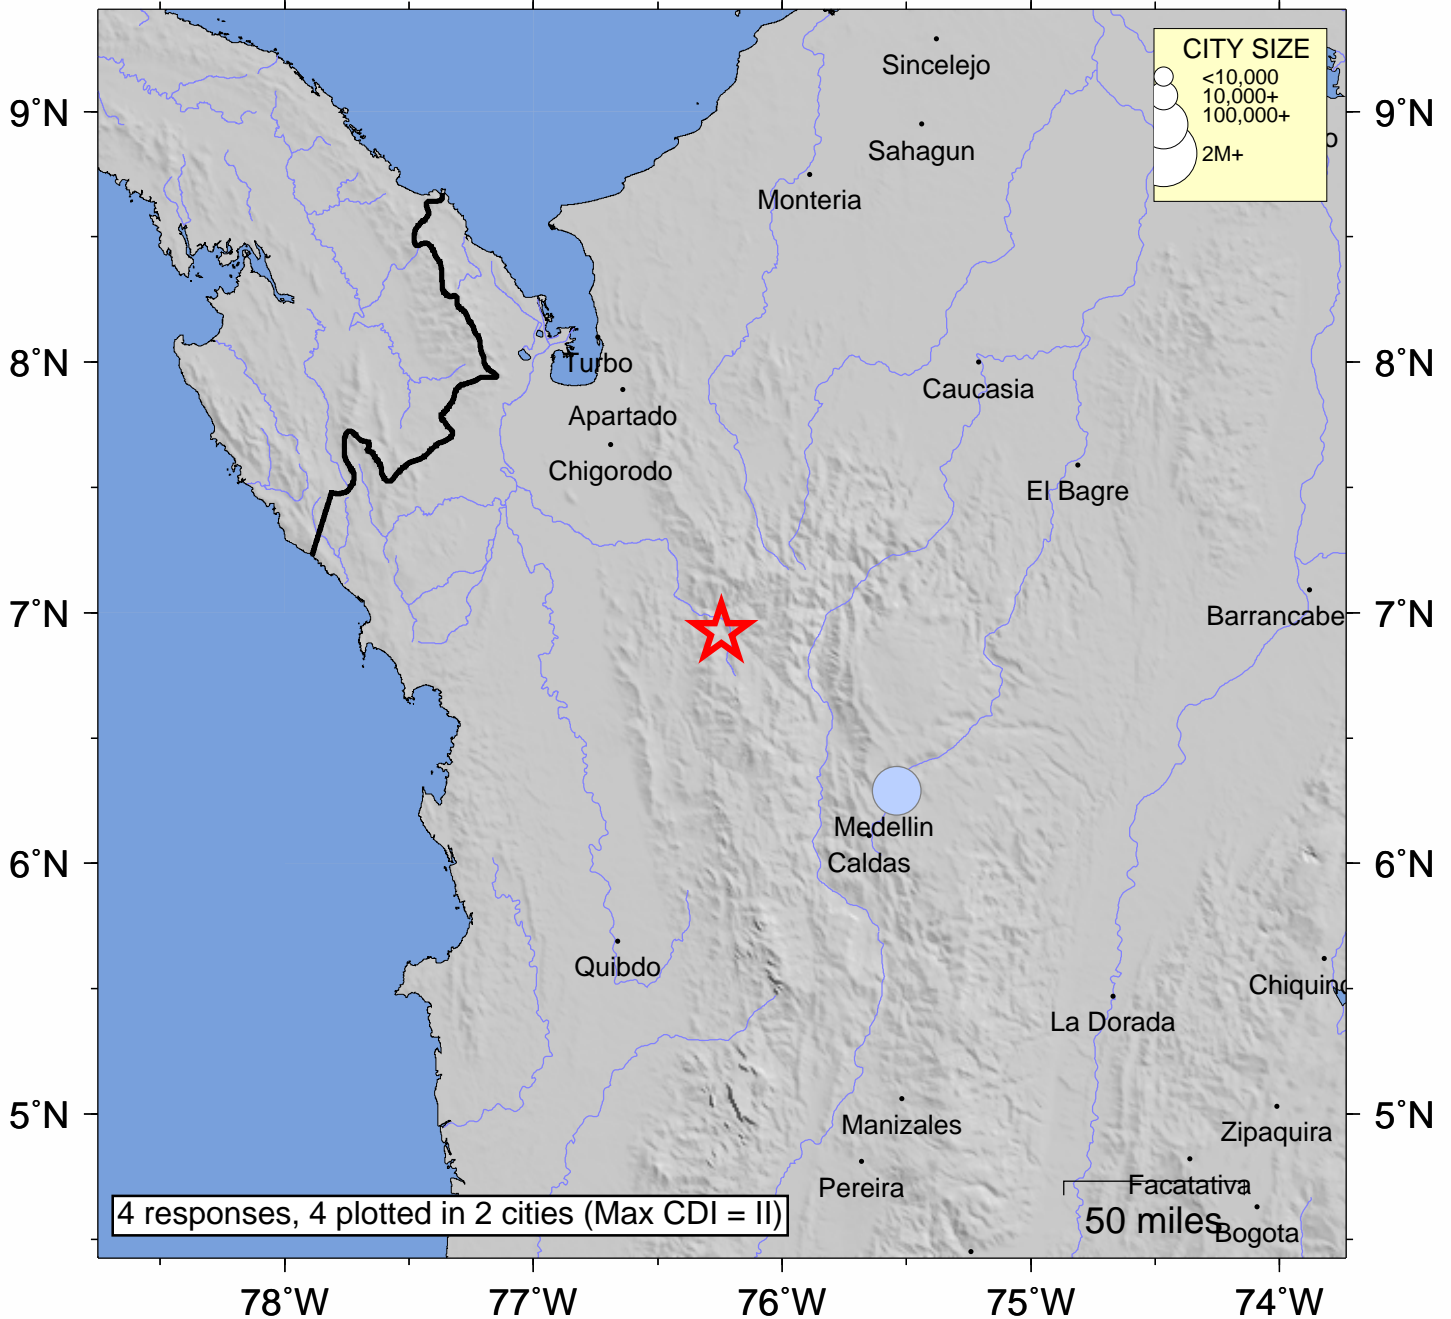 Sincelejo
Sahagun
Monteria
CITY SIZE
<10,000
10,000+
100,000+
2M+
o
9°N
9°N
Turbo
Apartado
Chigorodo
Caucasia
El Bagre
8°N
8°N
Barrancabe
7°N
7°N
Medellin
Caldas
6°N
6°N
Quibdo
Chiquinq
La Dorada
Manizales
Zipaquira
5°N
5°N
Pereira
Facatativa
50 miles
Bogota
4 responses, 4 plotted in 2 cities (Max CDI = II)
78°W
77°W
76°W
75°W
74°W